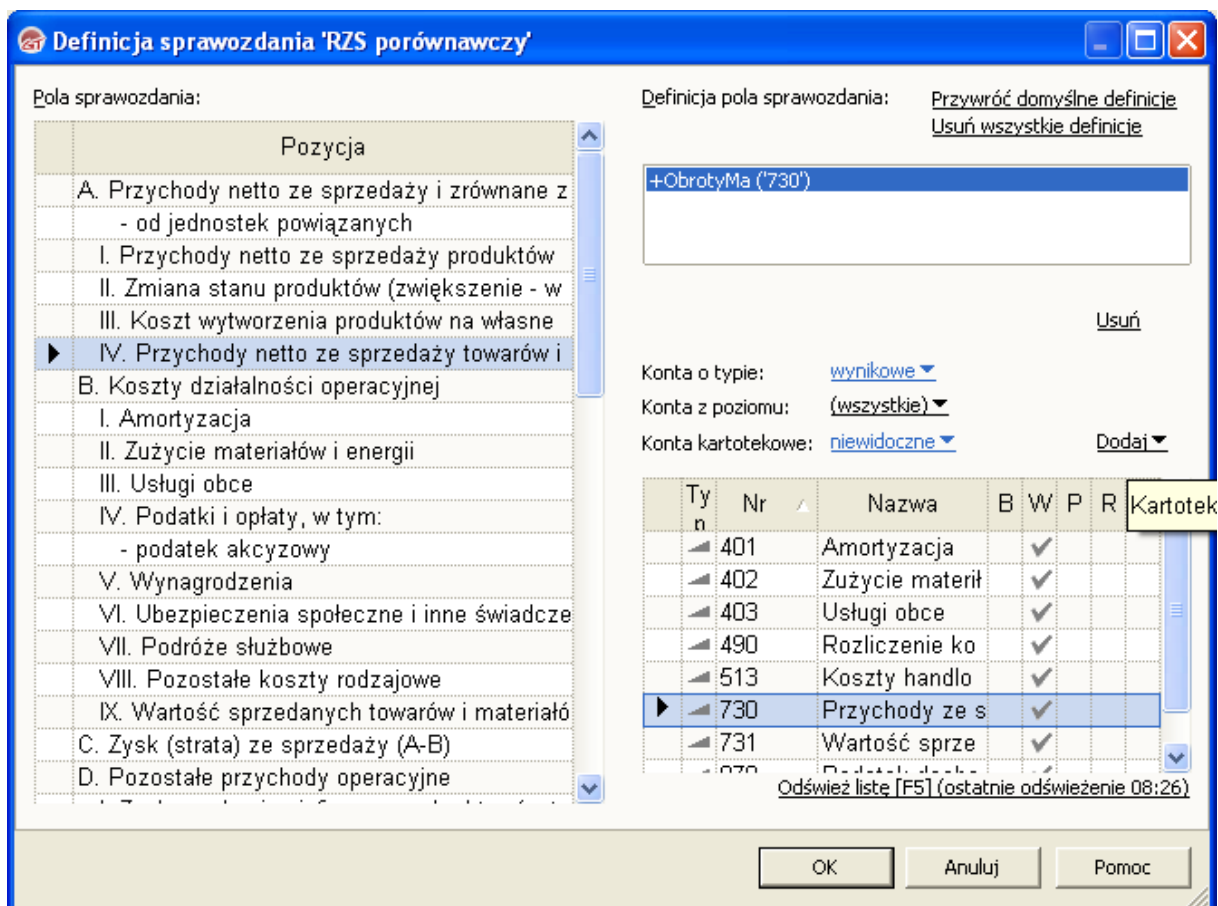 Definicja sprawozdania 'RZS porównawczy'
Pola sprawozdania:
Pozycja
A. Przychody netto ze sprzedaży i zrównane z
- od jednostek powiązanych
I. Przychody netto ze sprzedaży produktów
II. Zmiana stanu produktów (zwiększenie - w
III. Koszt wytworzenia produktów na własne
IV. Przychody netto ze sprzedaży towarów i
B. Koszty działalności operacyjnej
I. Amortyzacja
II. Zużycie materiałów i energii
III. Usługi obce
IV. Podatki i opłaty, w tym:
- podatek akcyzowy
V. Wynagrodzenia
VI. Ubezpieczenia społeczne i inne świadcze
VII. Podróże służbowe
VIII. Pozostałe koszty rodzajowe
IX. Wartość sprzedanych towarów i materiałó
C. Zysk (strata) ze sprzedaży (A-B)
D. Pozostałe przychody operacyjne
Definicja pola sprawozdania:
Przywróć domyślne definicje
Usuń wszystkie definicje
+ObrotyMa ('730')
Usuń
Konta o typie: wynikowe
Konta z poziomu: (wszystkie)
Konta kartotekowe: niewidoczne Dodaj
Typ Nr Nazwa B W P R Kartotek
401 Amortyzacja
402 Zużycie materił
403 Usługi obce
490 Rozliczenie ko
513 Koszty handlo
730 Przychody ze s
731 Wartość sprze
Odśwież listę [F5] (ostatnie odświeżenie 08:26)
OK Anuluj Pomoc